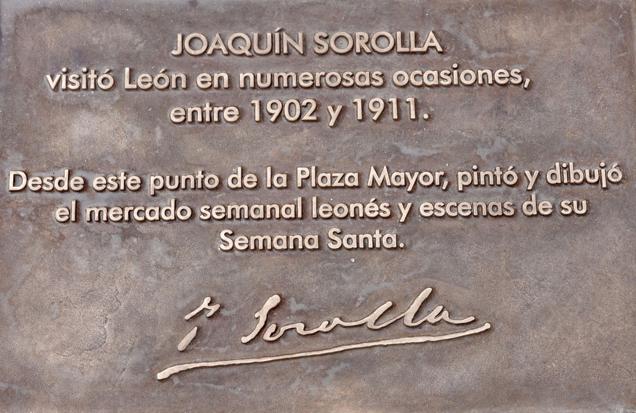 JOAQUÍN SOROLLA
visitó León en numerosas ocasiones,
entre 1902 y 1911.
Desde este punto de la Plaza Mayor, pintó y dibujó
el mercado semanal leonés y escenas de su
Semana Santa.
J Sorolla